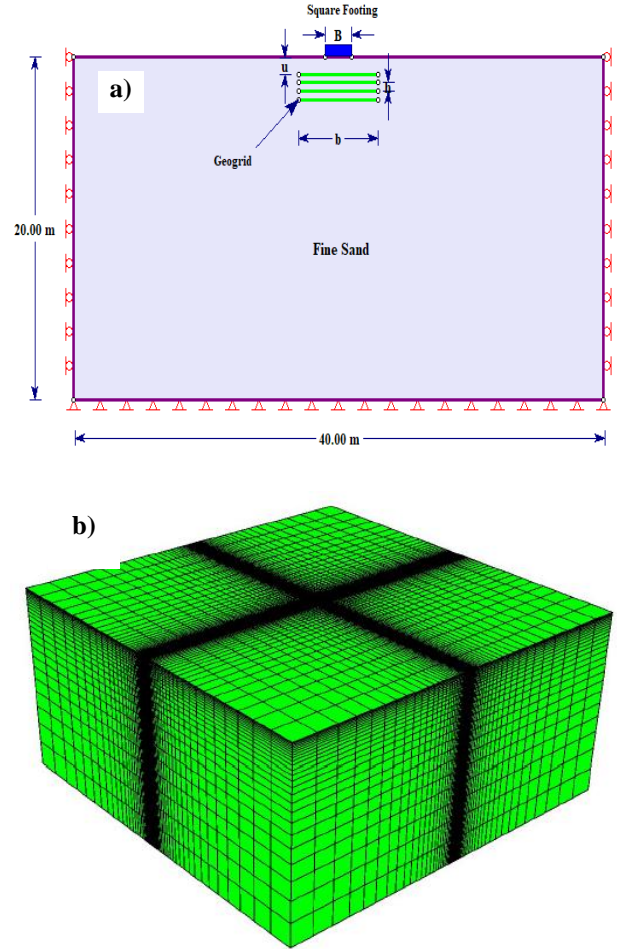 Square Footing
B
a)
u
h
Geogrid
b
20.00 m
Fine Sand
40.00 m
b)